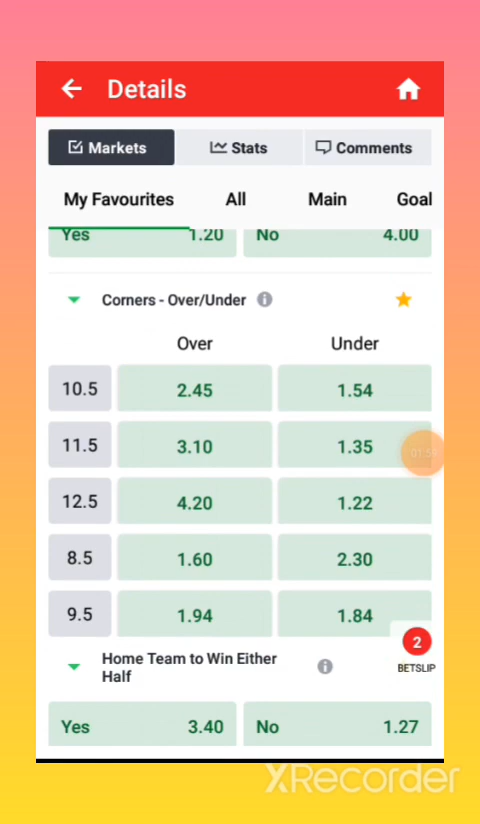 Details
Markets Stats Comments
My Favourites All Main Goal
Yes 1.20 No 4.00
Corners - Over/Under
Over Under
10.5 2.45 1.54
11.5 3.10 1.35
01:59
12.5 4.20 1.22
8.5 1.60 2.30
9.5 1.94 1.84
2
BETSLIP
Home Team to Win Either
Half
Yes 3.40 No 1.27
XRecorder